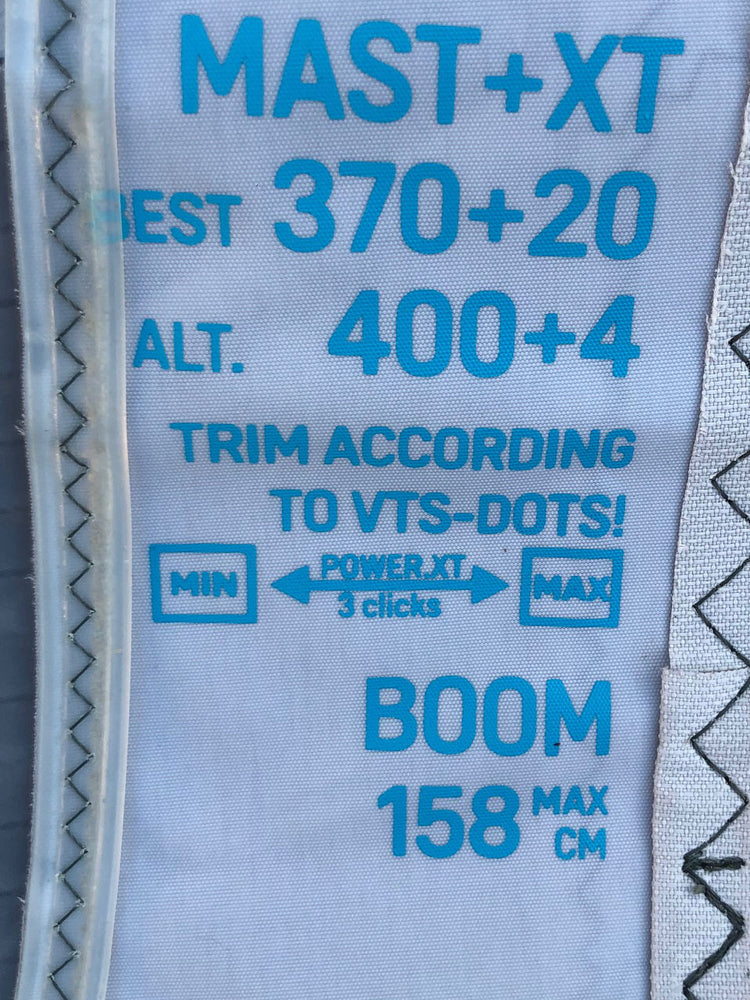 MAST+XT
BEST 370+20
ALT. 400+4
TRIM ACCORDING
TO VTS-DOTS!
MIN POWER.XT MAX
3 clicks
BOOM
158 MAX
CM